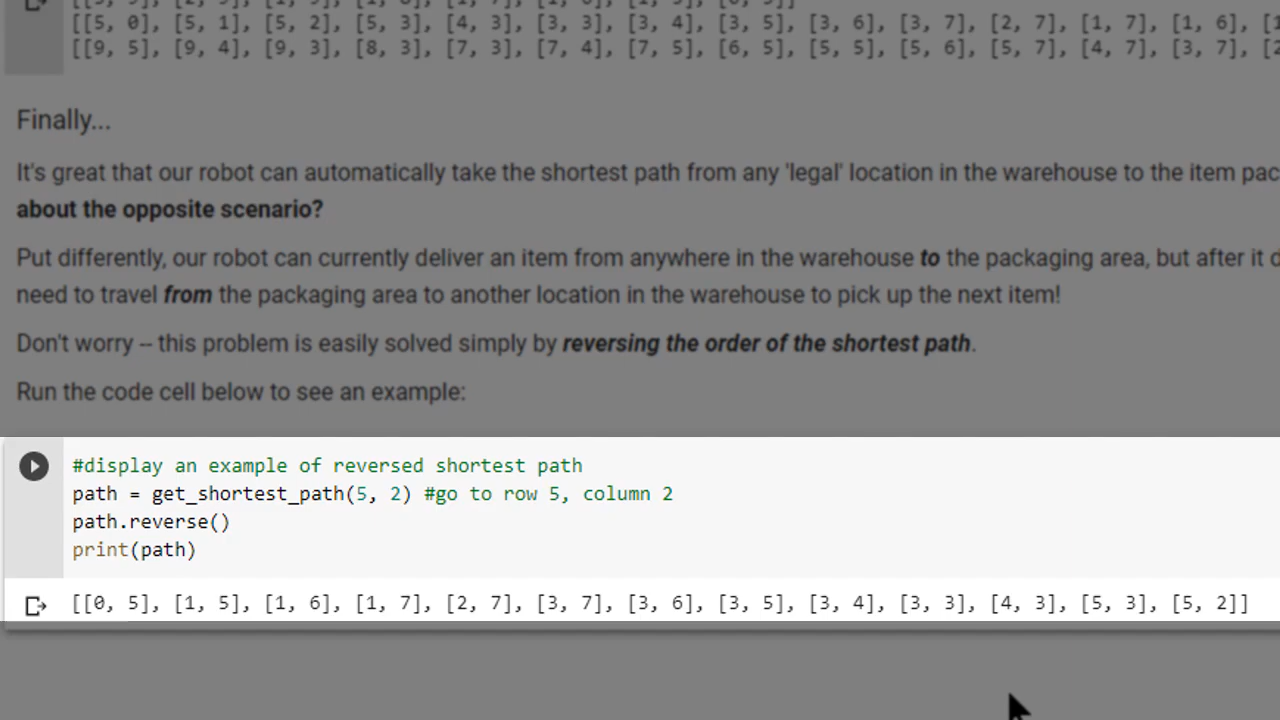 [[5, 0], [5, 1], [5, 2], [5, 3], [4, 3], [3, 3], [3, 4], [3, 5], [3, 6], [3, 7], [2, 7], [1, 7], [1, 6],
[[9, 5], [9, 4], [9, 3], [8, 3], [7, 3], [7, 4], [7, 5], [6, 5], [5, 5], [5, 6], [5, 7], [4, 7], [3, 7],
Finally...
It's great that our robot can automatically take the shortest path from any 'legal' location in the warehouse to the item pac
about the opposite scenario?
Put differently, our robot can currently deliver an item from anywhere in the warehouse to the packaging area, but after it d
need to travel from the packaging area to another location in the warehouse to pick up the next item!
Don't worry -- this problem is easily solved simply by reversing the order of the shortest path.
Run the code cell below to see an example:
#display an example of reversed shortest path
path = get_shortest_path(5, 2) #go to row 5, column 2
path.reverse()
print(path)
[[0, 5], [1, 5], [1, 6], [1, 7], [2, 7], [3, 7], [3, 6], [3, 5], [3, 4], [3, 3], [4, 3], [5, 3], [5, 2]]